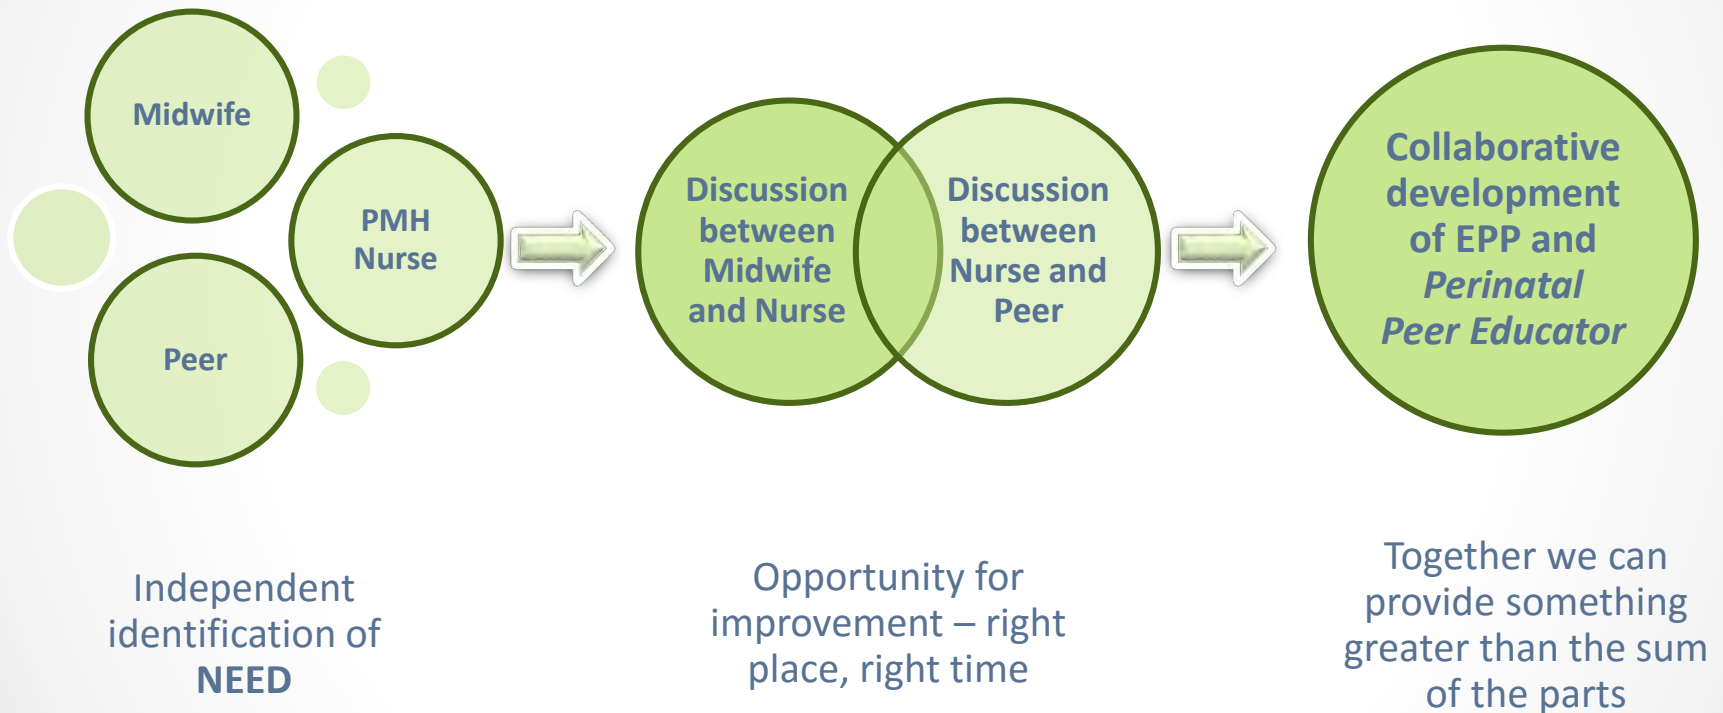 Midwife
PMH
Nurse
Peer
Discussion
between
Midwife
and Nurse
Discussion
between
Nurse and
Peer
Collaborative
development
of EPP and
Perinatal
Peer Educator
Independent
identification of
NEED
Opportunity for
improvement – right
place, right time
Together we can
provide something
greater than the sum
of the parts